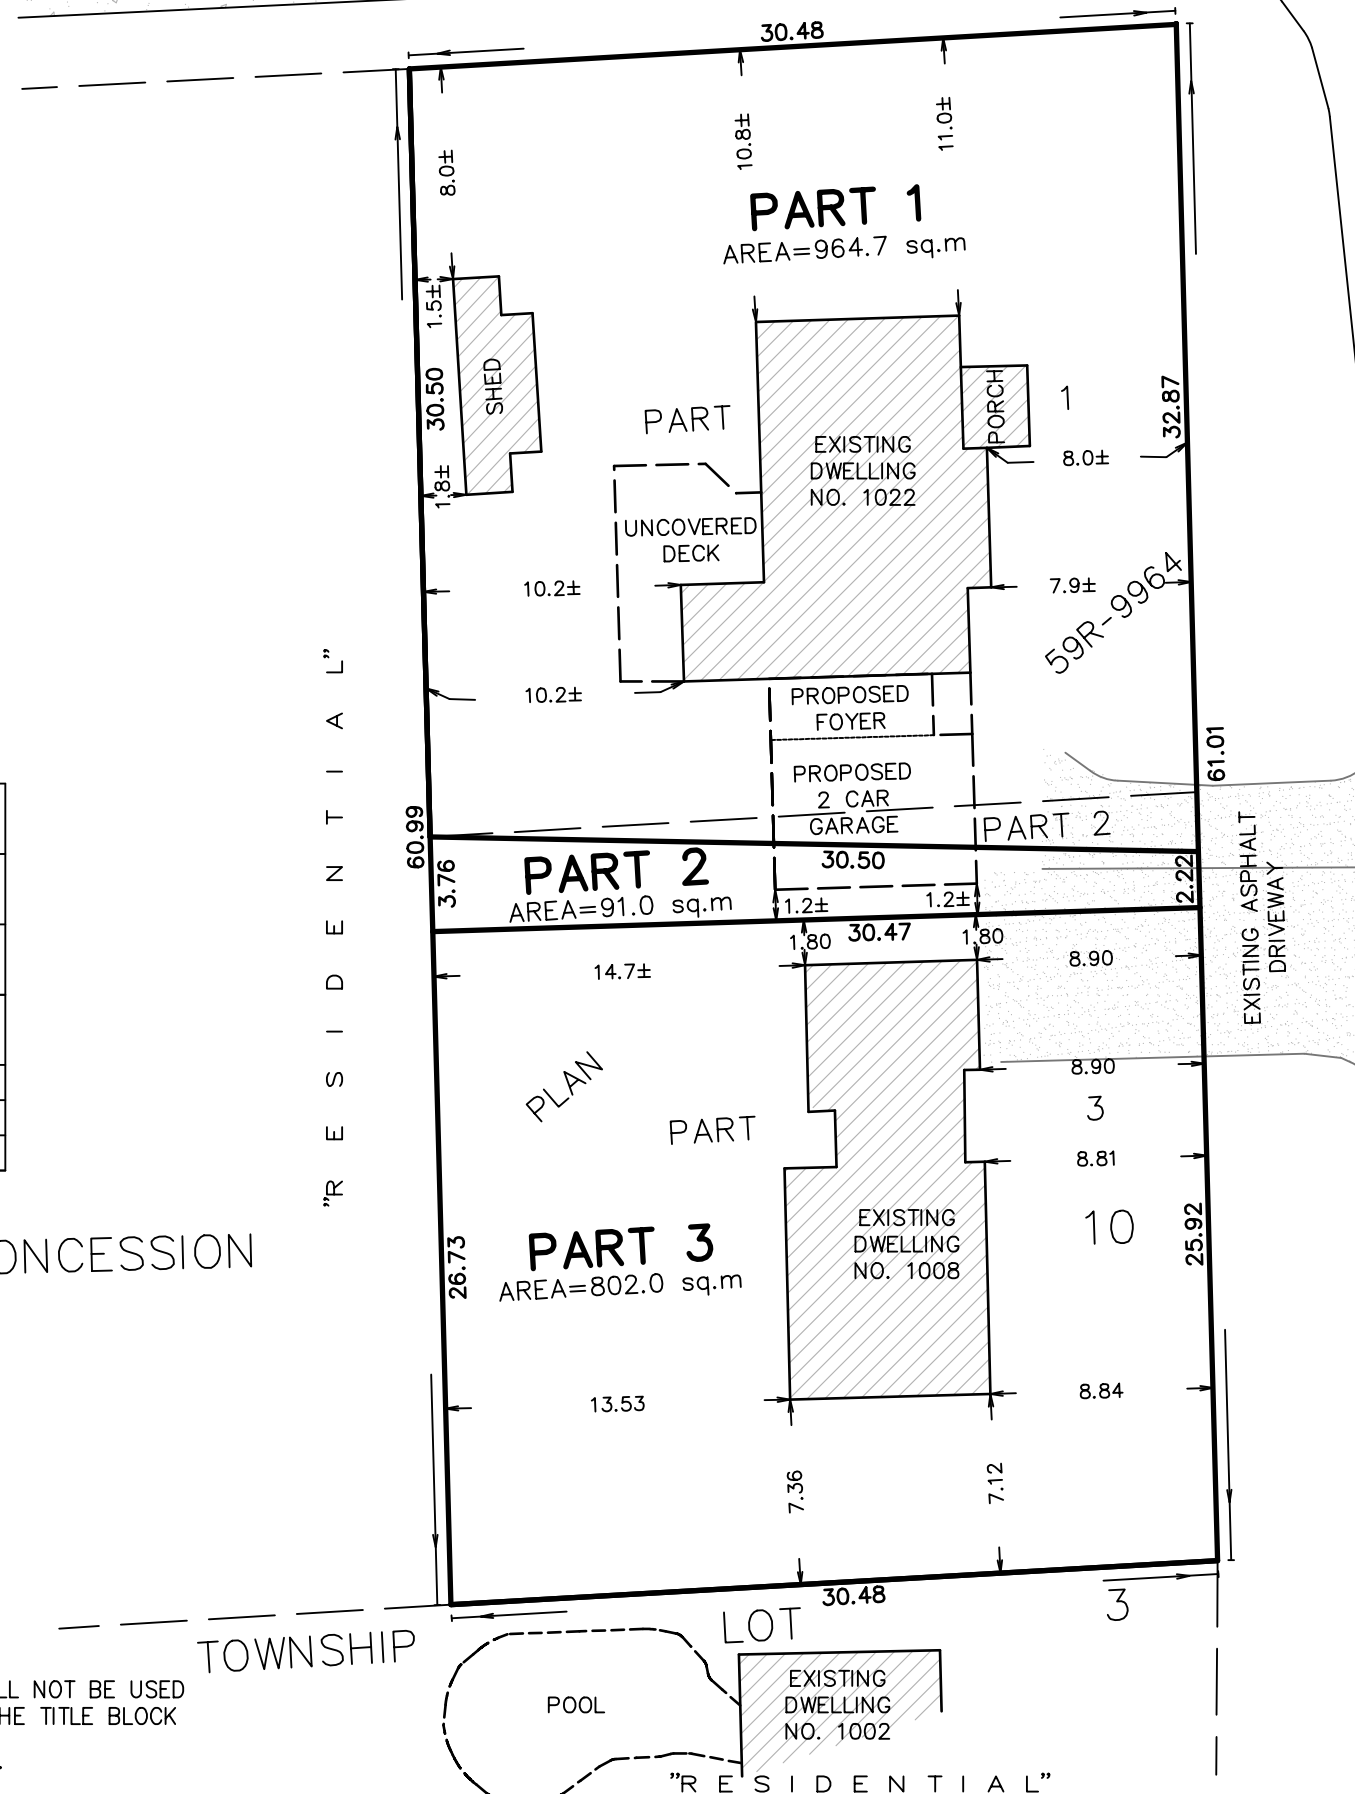 30.48
8.0±
10.8±
11.0±
PART 1
AREA=964.7 sq.m
1.5±
30.50
SHED
1.8±
PART
1
PORCH
32.87
8.0±
EXISTING
DWELLING
NO. 1022
UNCOVERED
DECK
10.2±
7.9±
59R-9964
10.2±
PROPOSED
FOYER
"RESIDENTIAL"
61.01
PROPOSED
2 CAR
GARAGE
PART 2
60.99
3.76
PART 2
AREA=91.0 sq.m
30.50
2.22
1.2±
1.2±
EXISTING ASPHALT
DRIVEWAY
30.47
1.80
1.80
14.7±
8.90
8.90
PLAN
PART
3
8.81
10
EXISTING
DWELLING
NO. 1008
PART 3
AREA=802.0 sq.m
26.73
25.92
ONCESSION
13.53
8.84
7.36
7.12
30.48
LOT
3
TOWNSHIP
LL NOT BE USED
HE TITLE BLOCK
.
POOL
EXISTING
DWELLING
NO. 1002
"RESIDENTIAL"